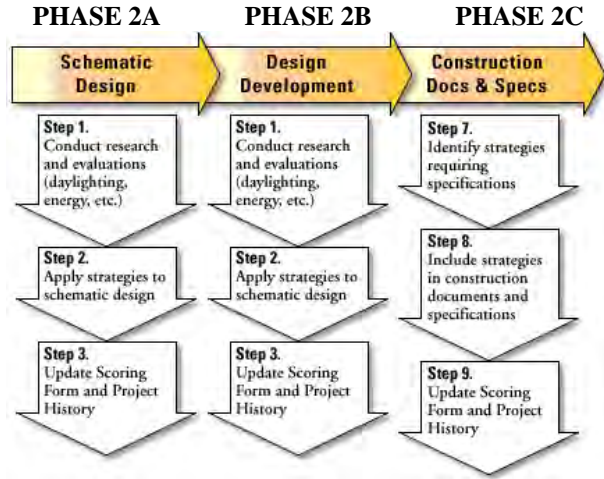 PHASE 2A
PHASE 2B
PHASE 2C
Schematic
Design
Design
Development
Construction
Docs & Specs
Step 1.
Conduct research
and evaluations
(daylighting,
energy, etc.)
Step 2.
Apply strategies to
schematic design
Step 3.
Update Scoring
Form and Project
History
Step 1.
Conduct research
and evaluations
(daylighting,
energy, etc.)
Step 2.
Apply strategies to
schematic design
Step 3.
Update Scoring
Form and Project
History
Step 7.
Identify strategies
requiring
specifications
Step 8.
Include strategies
in construction
documents and
specifications
Step 9.
Update Scoring
Form and Project
History